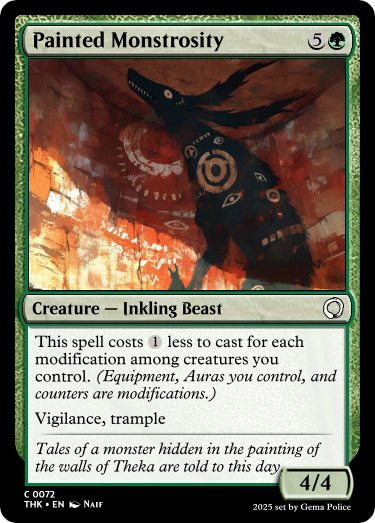 Painted Monstrosity 5
Creature — Inkling Beast
This spell costs 1 less to cast for each
modification among creatures you
control. (Equipment, Auras you control, and
counters are modifications.)
Vigilance, trample
Tales of a monster hidden in the painting of
the walls of Theka are told to this day.
4/4
C 0072
THK • EN Naif
2025 set by Gema Police